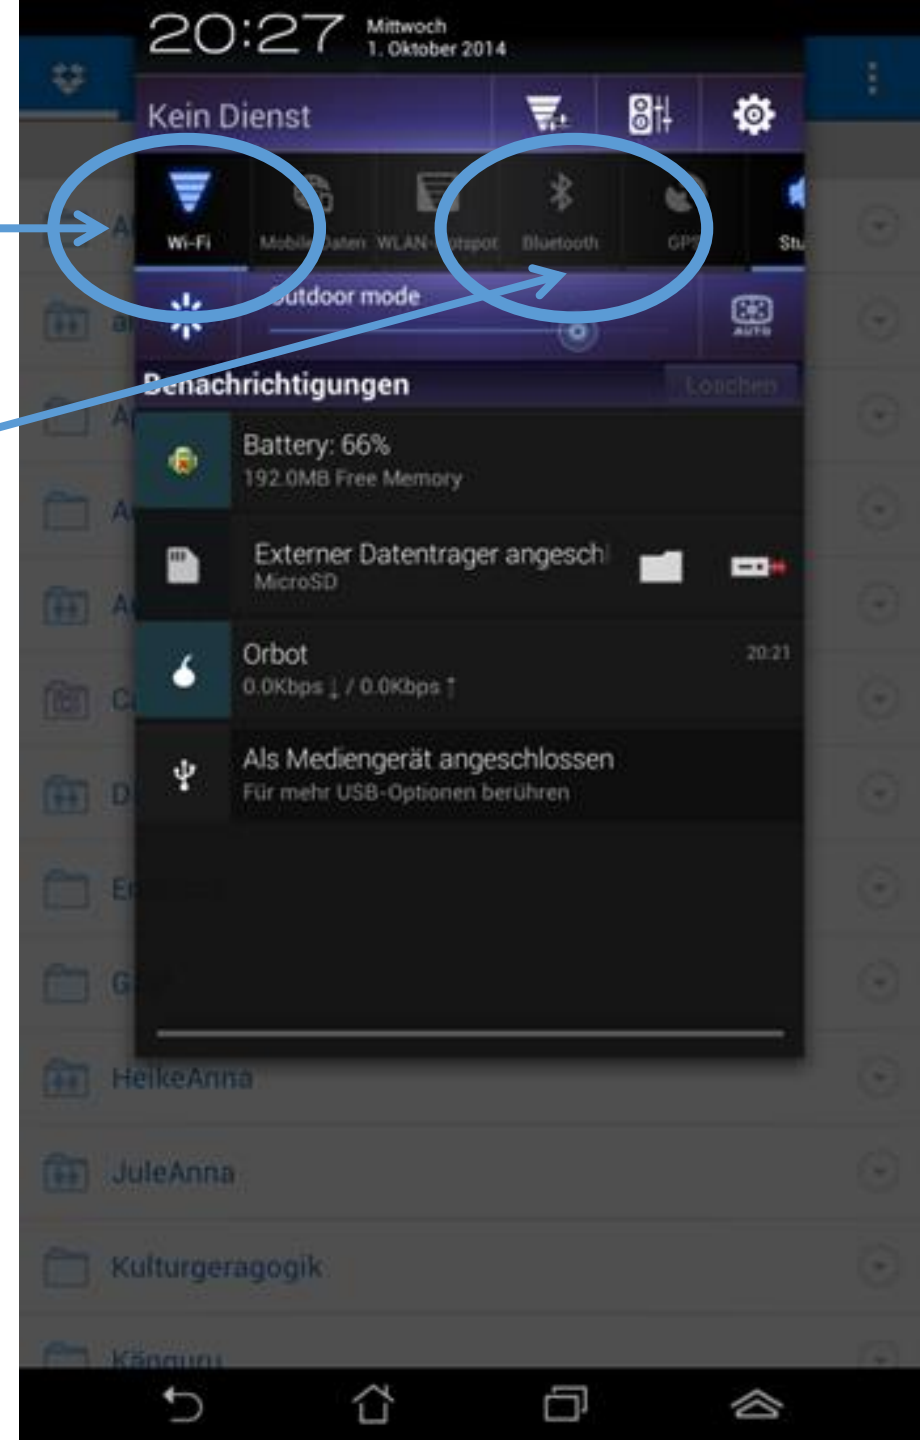 20:27
Mittwoch
1. Oktober 2014
Kein Dienst
Wi-Fi
Mobile Daten
WLAN-Hotspot
Bluetooth
GPS
Outdoor mode
AUTO
Benachrichtigungen
Löschen
Battery: 66%
192.0MB Free Memory
Externer Datenträger angeschl
MicroSD
Orbot
20:21
0.0Kbps ↓ / 0.0Kbps ↑
Als Mediengerät angeschlossen
Für mehr USB-Optionen berühren
HeikeAnna
JuleAnna
Kulturgeragogik
Känguru